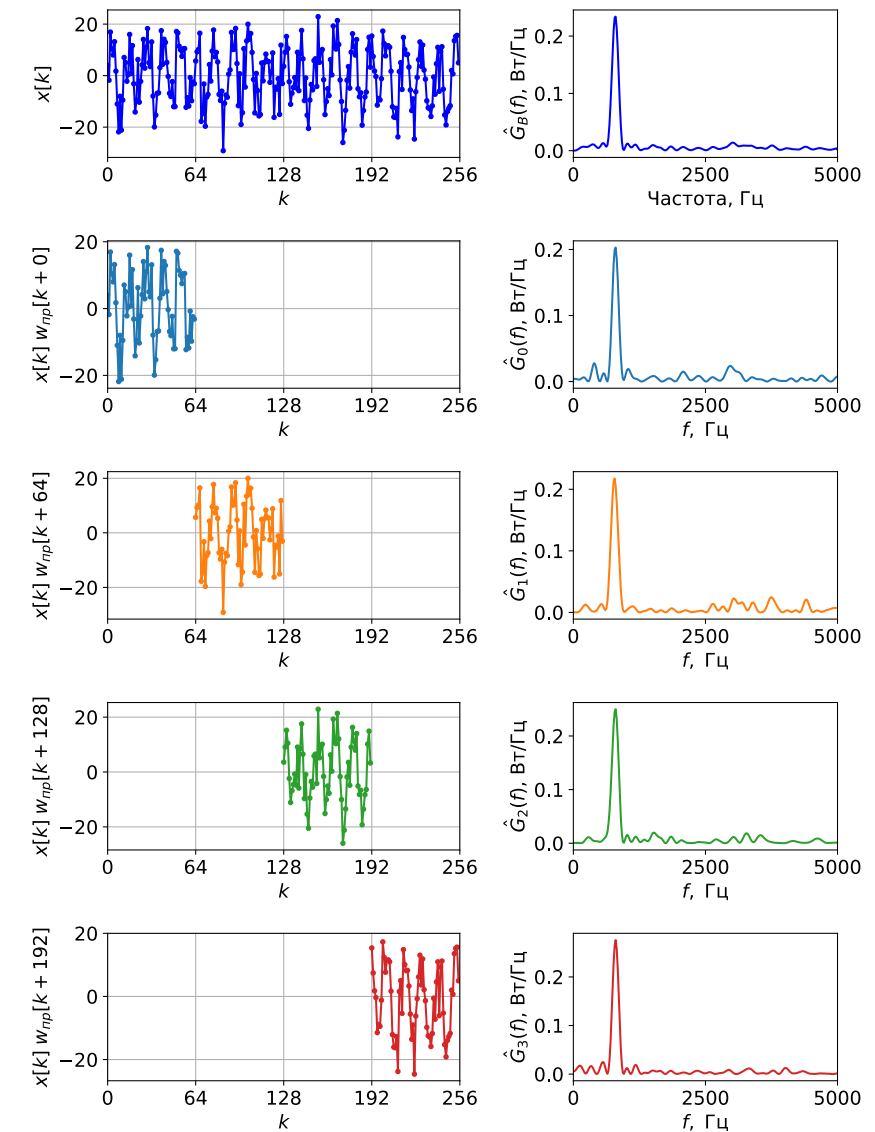 20
0
−20
x[k]
0 64 128 192 256
k
0.2
0.1
0.0
Ĝ_B(f), Вт/Гц
0 2500 5000
Частота, Гц
20
0
−20
x[k] w_пр[k + 0]
0 64 128 192 256
k
0.2
0.1
0.0
Ĝ_0(f), Вт/Гц
0 2500 5000
f, Гц
20
0
−20
x[k] w_пр[k + 64]
0 64 128 192 256
k
0.2
0.1
0.0
Ĝ_1(f), Вт/Гц
0 2500 5000
f, Гц
20
0
−20
x[k] w_пр[k + 128]
0 64 128 192 256
k
0.2
0.1
0.0
Ĝ_2(f), Вт/Гц
0 2500 5000
f, Гц
20
0
−20
x[k] w_пр[k + 192]
0 64 128 192 256
k
0.2
0.1
0.0
Ĝ_3(f), Вт/Гц
0 2500 5000
f, Гц